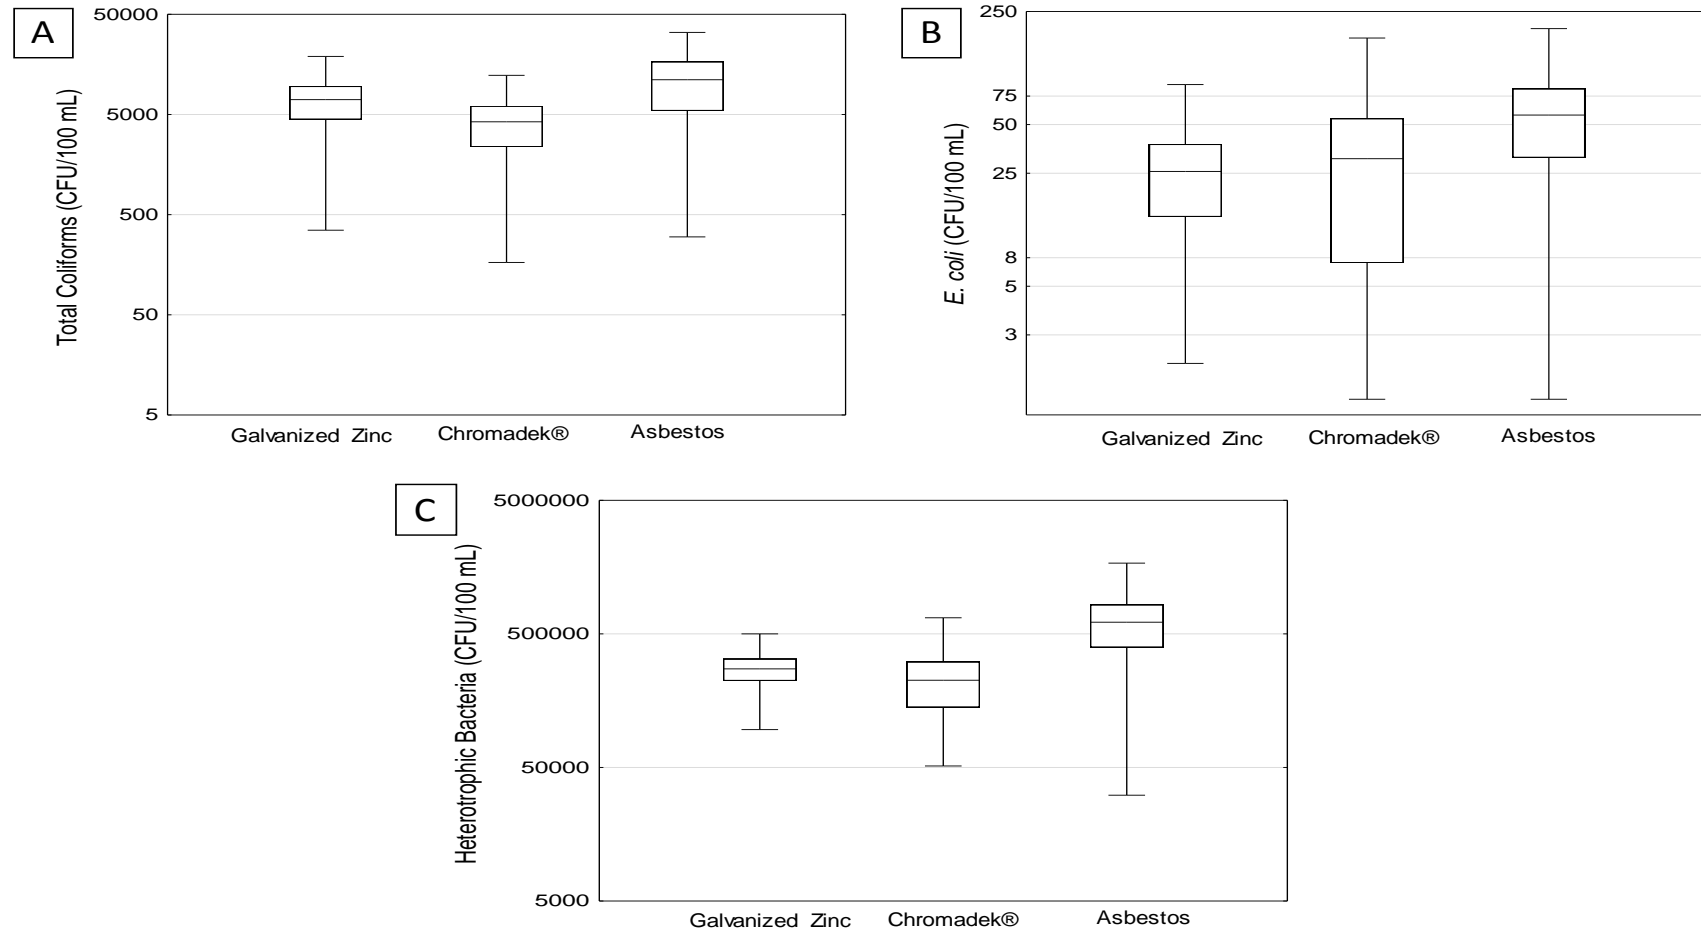 A
Total Coliforms (CFU/100 mL)
50000
5000
500
50
5
Galvanized Zinc
Chromadek®
Asbestos
B
E. coli (CFU/100 mL)
250
75
50
25
8
5
3
Galvanized Zinc
Chromadek®
Asbestos
C
Heterotrophic Bacteria (CFU/100 mL)
5000000
500000
50000
5000
Galvanized Zinc
Chromadek®
Asbestos